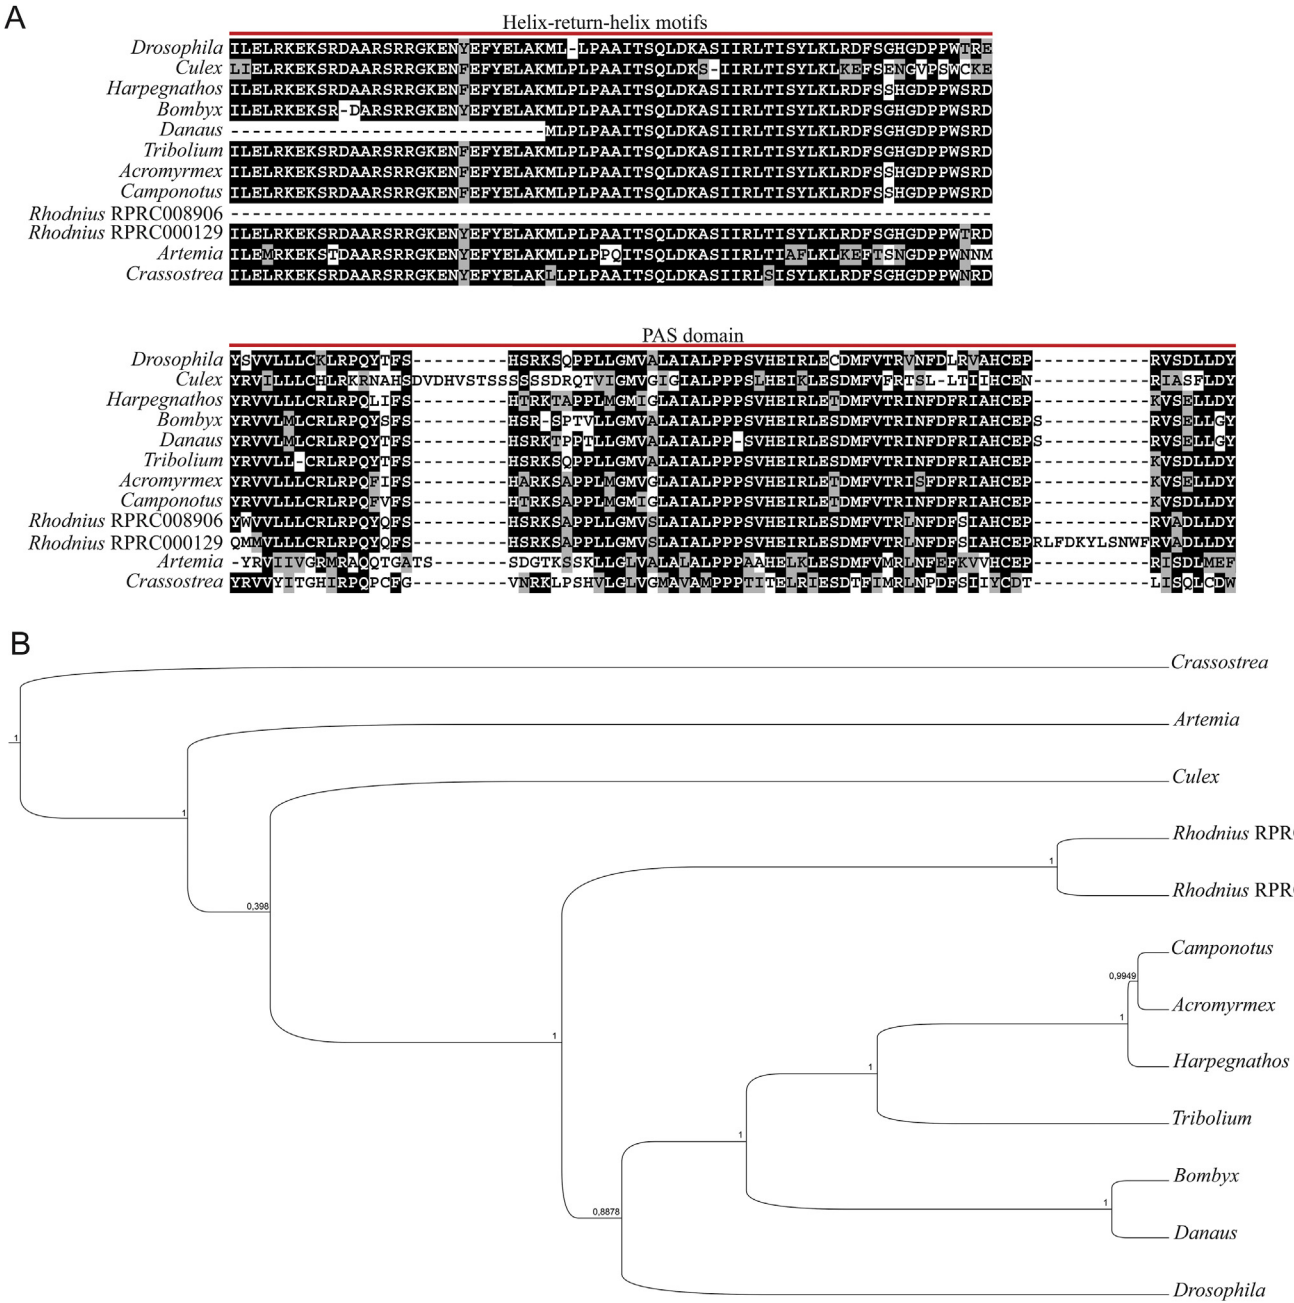 A
Helix-return-helix motifs
Drosophila ILELRKEKSRDAARSRRGKENYEFYELAKML-LPAAITSQLDKASIIRLTISYLKLRDFSGHGDPPWTRE
Culex LIELRKEKSRDAARSRRGKENFEFYELAKMLPLPAAITSQLDKS-IIRLTISYLKLKEFSENGVPSWCKE
Harpegnathos ILELRKEKSRDAARSRRGKENFEFYELAKMLPLPAAITSQLDKASIIRLTISYLKLRDFSSHGDPPWSRD
Bombyx ILELRKEKSR-DARSRRGKENYEFYELAKMLPLPAAITSQLDKASIIRLTISYLKLRDFSGHGDPPWSRD
Danaus ------------------------------MLPLPAAITSQLDKASIIRLTISYLKLRDFSGHGDPPWSRD
Tribolium ILELRKEKSRDAARSRRGKENFEFYELAKMLPLPAAITSQLDKASIIRLTISYLKLRDFSGHGDPPWSRD
Acromyrmex ILELRKEKSRDAARSRRGKENFEFYELAKMLPLPAAITSQLDKASIIRLTISYLKLRDFSSHGDPPWSRD
Camponotus ILELRKEKSRDAARSRRGKENFEFYELAKMLPLPAAITSQLDKASIIRLTISYLKLRDFSSHGDPPWSRD
Rhodnius RPRC008906 -----------------------------------------------------------------------
Rhodnius RPRC000129 ILELRKEKSRDAARSRRGKENYEFYELAKMLPLPAAITSQLDKASIIRLTISYLKLRDFSGHGDPPWTRD
Artemia ILEMRKEKSTDAARSRRGKENYEFYELAKMLPLPPQITSQLDKASIIRLTIAFLKLKEFTSNGDPPWNNM
Crassostrea ILELRKEKSRDAARSRRGKENYEFYELAKLLPLPAAITSQLDKASIIRLSISYLKLRDFSGHGDPPWNRD
PAS domain
Drosophila YSVVLLLCKLRPQYTFS---------HSRKSQPPLLGMVALAIALPPPSVHEIRLECDMFVTRVNFDLRVAHCEP-----------RVSDLLDY
Culex YRVILLLCHLRKRNAHSDVDHVSTSSSSSSDRQTVIGMVGIGIALPPPSLHEIKLESDMFVFRTSL-LTIIHCEN-----------RIASFLDY
Harpegnathos YRVVLLLCRLRPQLIFS---------HTRKTAPPLMGMIGLAIALPPPSVHEIRLETDMFVTRINFDFRIAHCEP-----------KVSELLDY
Bombyx YRVVLMLCRLRPQYSFS---------HSR-SPTVLLGMVALAIALPPPSVHEIRLESDMFVTRINFDFRIAHCEPS----------RVSELLGY
Danaus YRVVLMLCRLRPQYTFS---------HSRKTPPTLLGMVALAIALPP-SVHEIRLESDMFVTRINFDFRIAHCEPS----------RVSELLGY
Tribolium YRVVLL-CRLRPQYTFS---------HSRKSQPPLLGMVALAIALPPPSVHEIRLESDMFVTRINFDFRIAHCEP-----------KVSDLLDY
Acromyrmex YRVVLLLCRLRPQFIFS---------HARKSAPPLMGMVGLAIALPPPSVHEIRLETDMFVTRISFDFRIAHCEP-----------KVSELLDY
Camponotus YRVVLLLCRLRPQFVFS---------HTRKSAPPLMGMIGLAIALPPPSVHEIRLETDMFVTRINFDFRIAHCEP-----------KVSDLLDY
Rhodnius RPRC008906 YWVVLLLCRLRPQYQFS---------HSRKSAPPLLGMVSLAIALPPPSVHEIRLESDMFVTRLNFDFSIAHCEP-----------RVADLLDY
Rhodnius RPRC000129 QMMVLLLCRLRPQYQFS---------HSRKSAPPLLGMVSLAIALPPPSVHEIRLESDMFVTRLNFDFSIAHCEPRLFDKYLSNWFRVADLLDY
Artemia -YRVIIVGRMRAQQTGATS-------SDGTKSSKLLGLVALALALPPPAAHELKLESDMFVMRLNFEFKVVHCEP-----------RISDLMEF
Crassostrea YRVVYITGHIRPQPCFG---------VNRKLPSHVLGLVGMAVAMPPPTITELRIESDTFIMRLNPDFSIIYCDT-----------LISQLCDW
B
Crassostrea
Artemia
1
Culex
1
Rhodnius RPR
1
Rhodnius RPR
0,398
Camponotus
0,9949
Acromyrmex
1
1
Harpegnathos
1
Tribolium
1
Bombyx
1
0,8878
Danaus
Drosophila